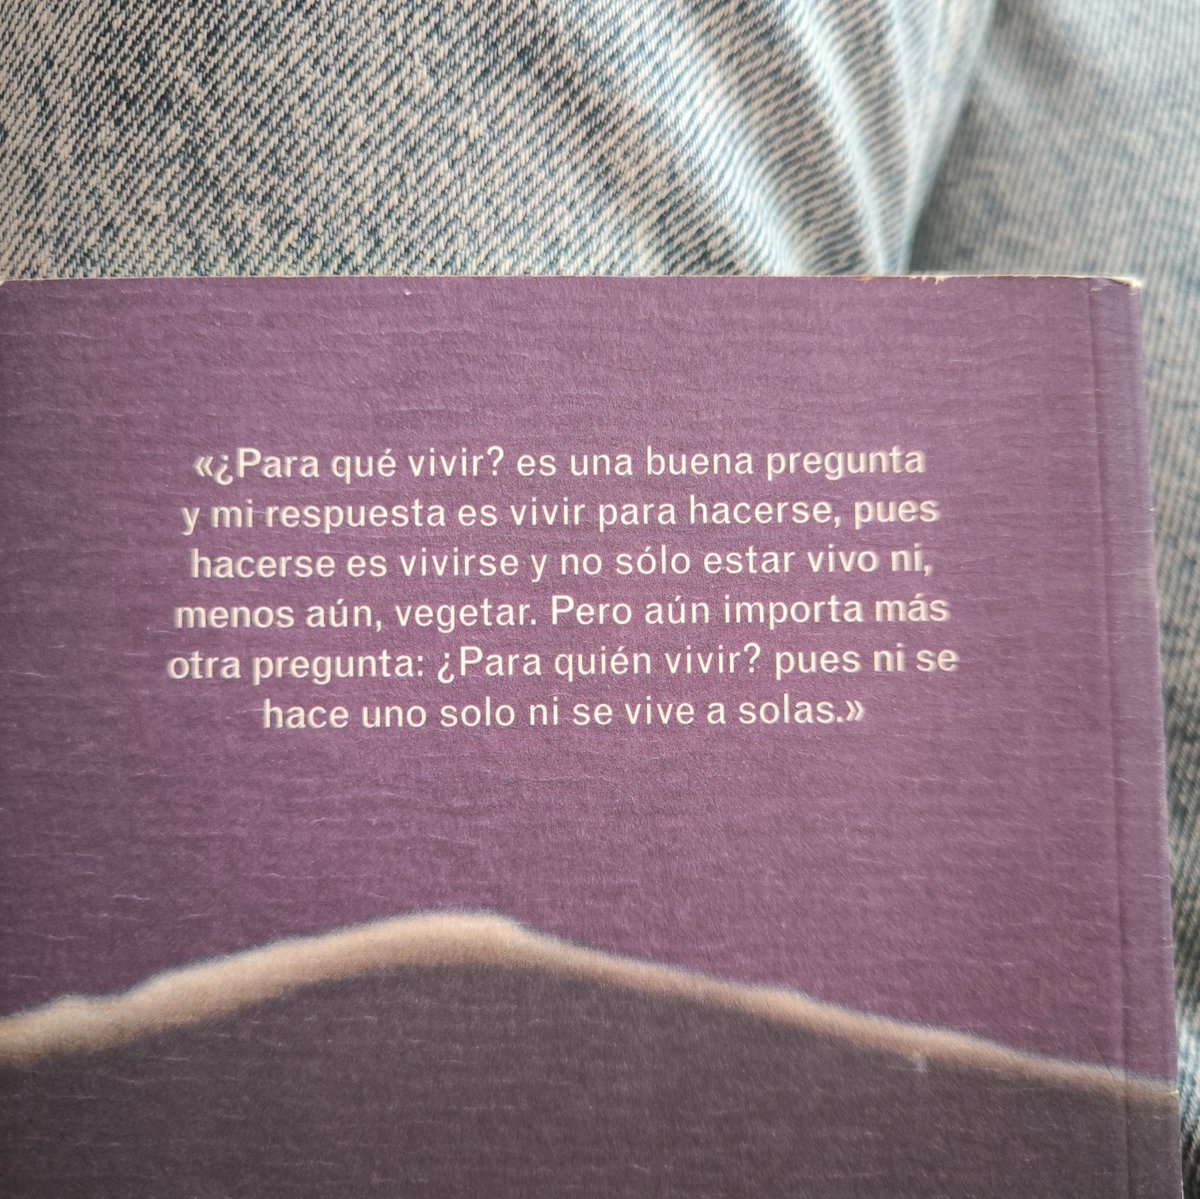 «¿Para qué vivir? es una buena pregunta
y mi respuesta es vivir para hacerse, pues
hacerse es vivirse y no sólo estar vivo ni,
menos aún, vegetar. Pero aún importa más
otra pregunta: ¿Para quién vivir? pues ni se
hace uno solo ni se vive a solas.»